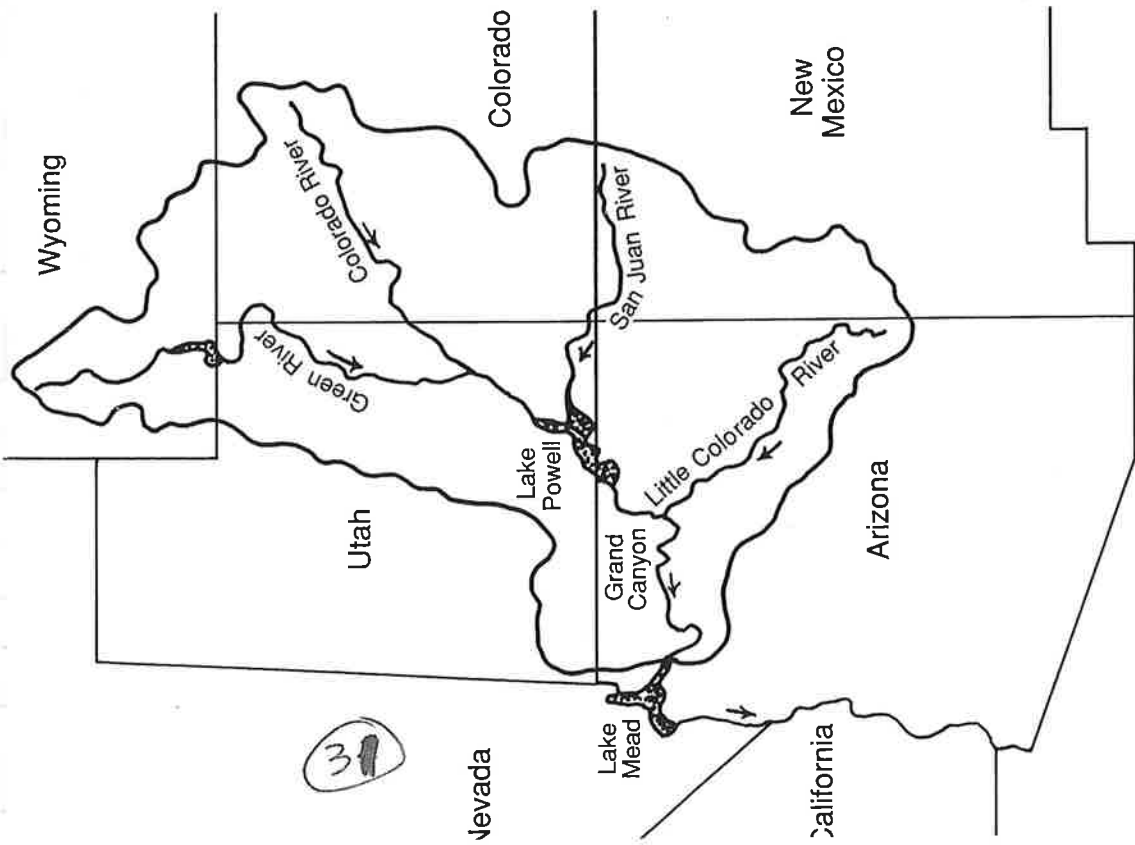 Wyoming
Colorado River
Colorado
Green River
Utah
Lake
Powell
San Juan River
New
Mexico
Little Colorado River
Grand
Canyon
Arizona
Lake
Mead
Nevada
California
31